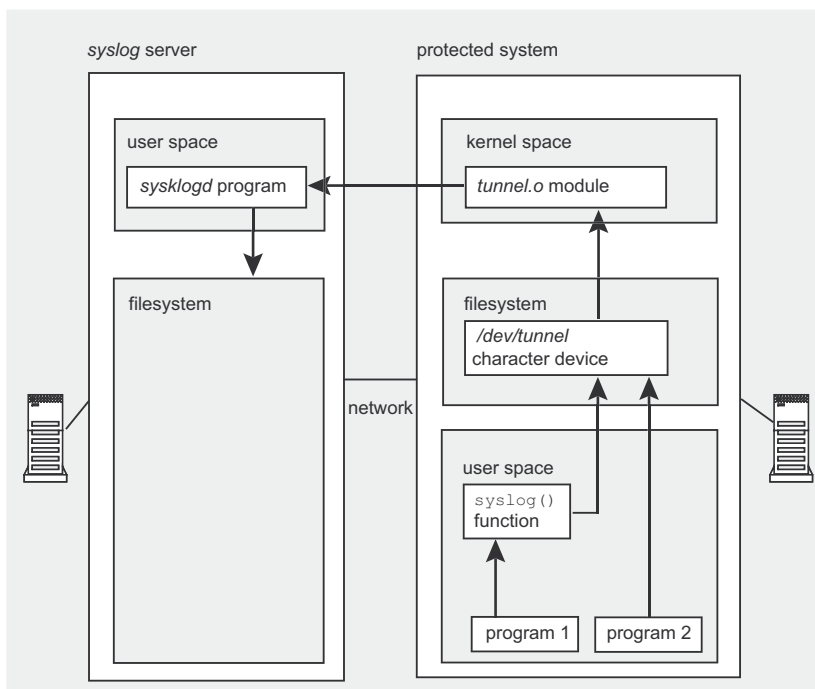 syslog server
user space
sysklogd program
filesystem
network
protected system
kernel space
tunnel.o module
filesystem
/dev/tunnel
character device
user space
syslog()
function
program 1
program 2